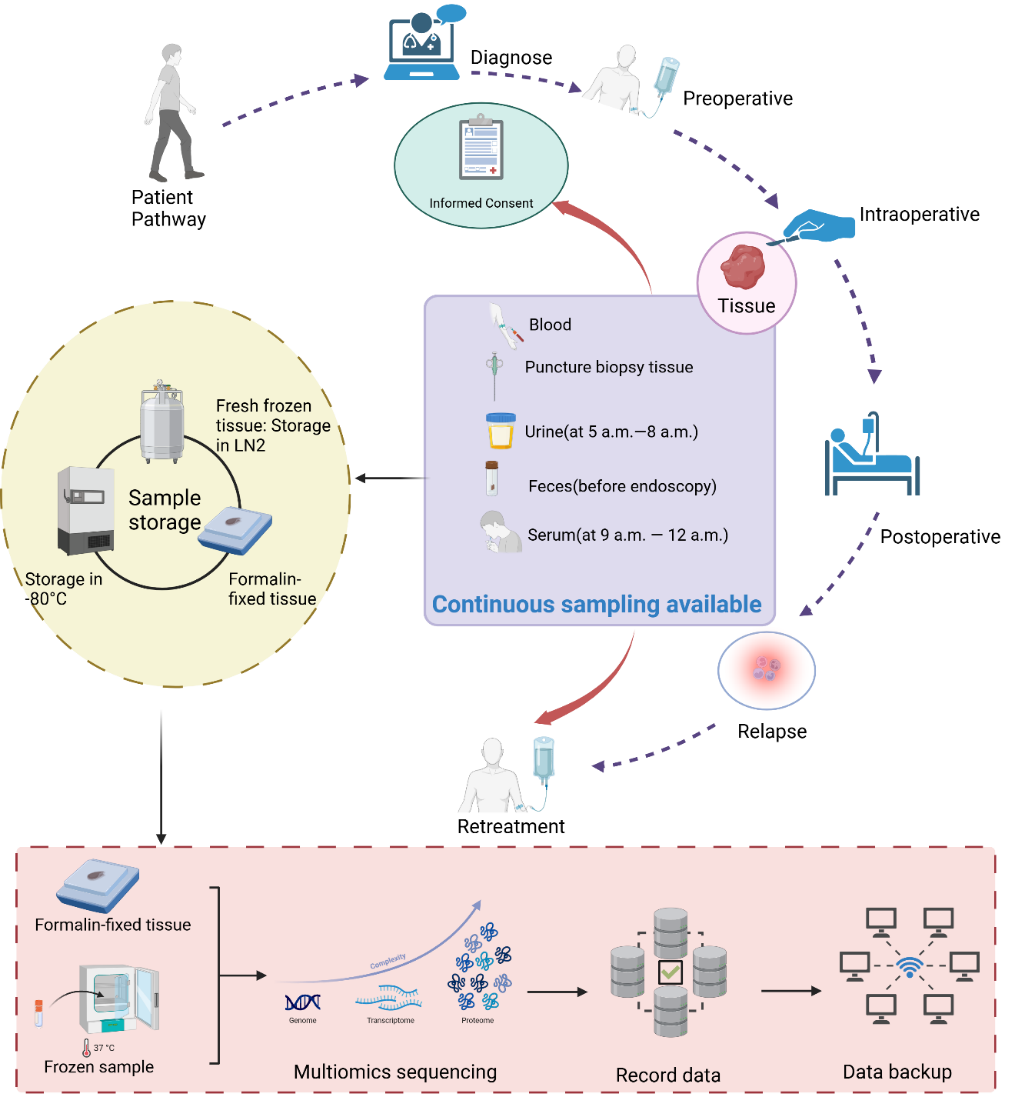 Diagnose
Preoperative
Patient
Pathway
Informed Consent
Intraoperative
Tissue
Blood
Puncture biopsy tissue
Urine(at 5 a.m.—8 a.m.)
Feces(before endoscopy)
Serum(at 9 a.m. — 12 a.m.)
Continuous sampling available
Fresh frozen
tissue: Storage
in LN2
Sample
storage
Storage in
-80°C
Formalin-
fixed tissue
Postoperative
Relapse
Retreatment
Formalin-fixed tissue
37 °C
Frozen sample
Complexity
Genome
Transcriptome
Proteome
Multiomics sequencing
Record data
Data backup